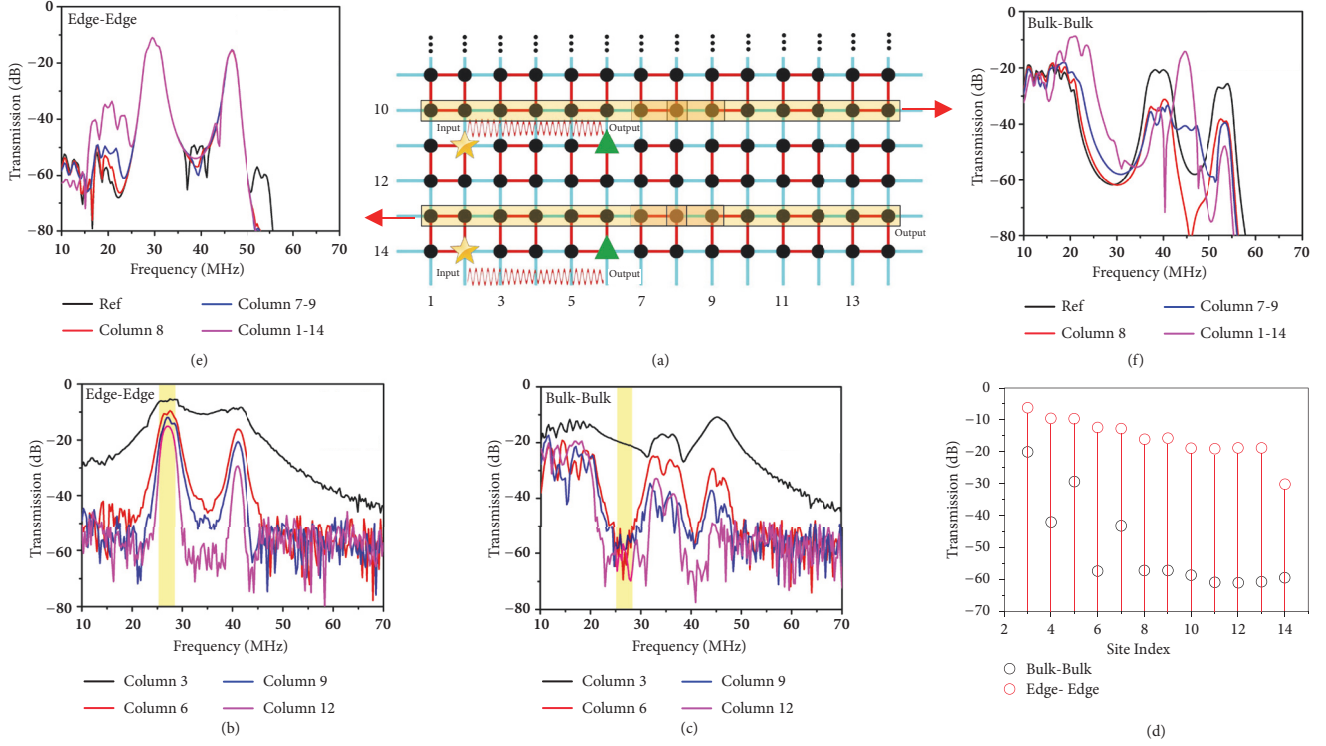 Edge-Edge
0
−20
−40
−60
−80
Transmission (dB)
10 20 30 40 50 60 70
Frequency (MHz)
Ref
Column 7-9
Column 8
Column 1-14
(e)
10
Input
Output
12
Output
14
Input
Output
1 3 5 7 9 11 13
(a)
Bulk-Bulk
0
−20
−40
−60
−80
Transmission (dB)
10 20 30 40 50 60 70
Frequency (MHz)
Ref
Column 7-9
Column 8
Column 1-14
(f)
Edge-Edge
0
−20
−40
−60
−80
Transmission (dB)
10 20 30 40 50 60 70
Frequency (MHz)
Column 3
Column 9
Column 6
Column 12
(b)
Bulk-Bulk
0
−20
−40
−60
−80
Transmission (dB)
10 20 30 40 50 60 70
Frequency (MHz)
Column 3
Column 9
Column 6
Column 12
(c)
0
−10
−20
−30
−40
−50
−60
−70
Transmission (dB)
2 4 6 8 10 12 14
Site Index
Bulk-Bulk
Edge- Edge
(d)